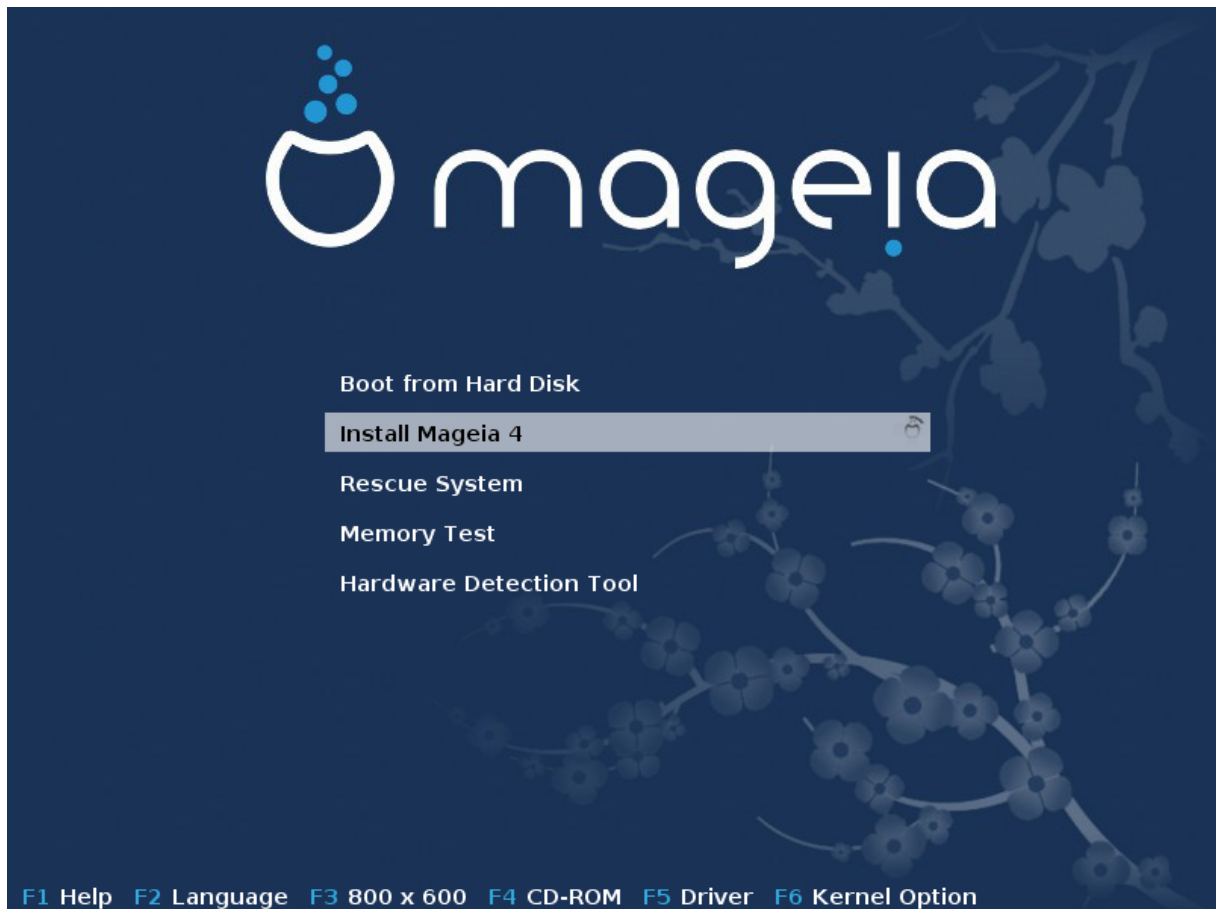 mageia
Boot from Hard Disk
Install Mageia 4
Rescue System
Memory Test
Hardware Detection Tool
F1 Help F2 Language F3 800 x 600 F4 CD-ROM F5 Driver F6 Kernel Option